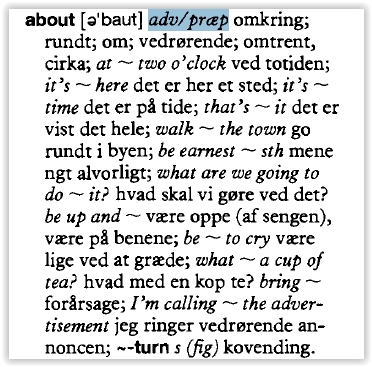 about [ə'baut] adv/præp omkring;
rundt; om; vedrørende; omtrent,
cirka; at ~ two o'clock ved totiden;
it's ~ here det er her et sted; it's ~
time det er på tide; that's ~ it det er
vist det hele; walk ~ the town go
rundt i byen; be earnest ~ sth mene
ngt alvorligt; what are we going to
do ~ it? hvad skal vi gøre ved det?
be up and ~ være oppe (af sengen),
være på benene; be ~ to cry være
lige ved at græde; what ~ a cup of
tea? hvad med en kop te? bring ~
forårsage; I'm calling ~ the adver-
tisement jeg ringer vedrørende an-
noncen; ~-turn s (fig) kovending.